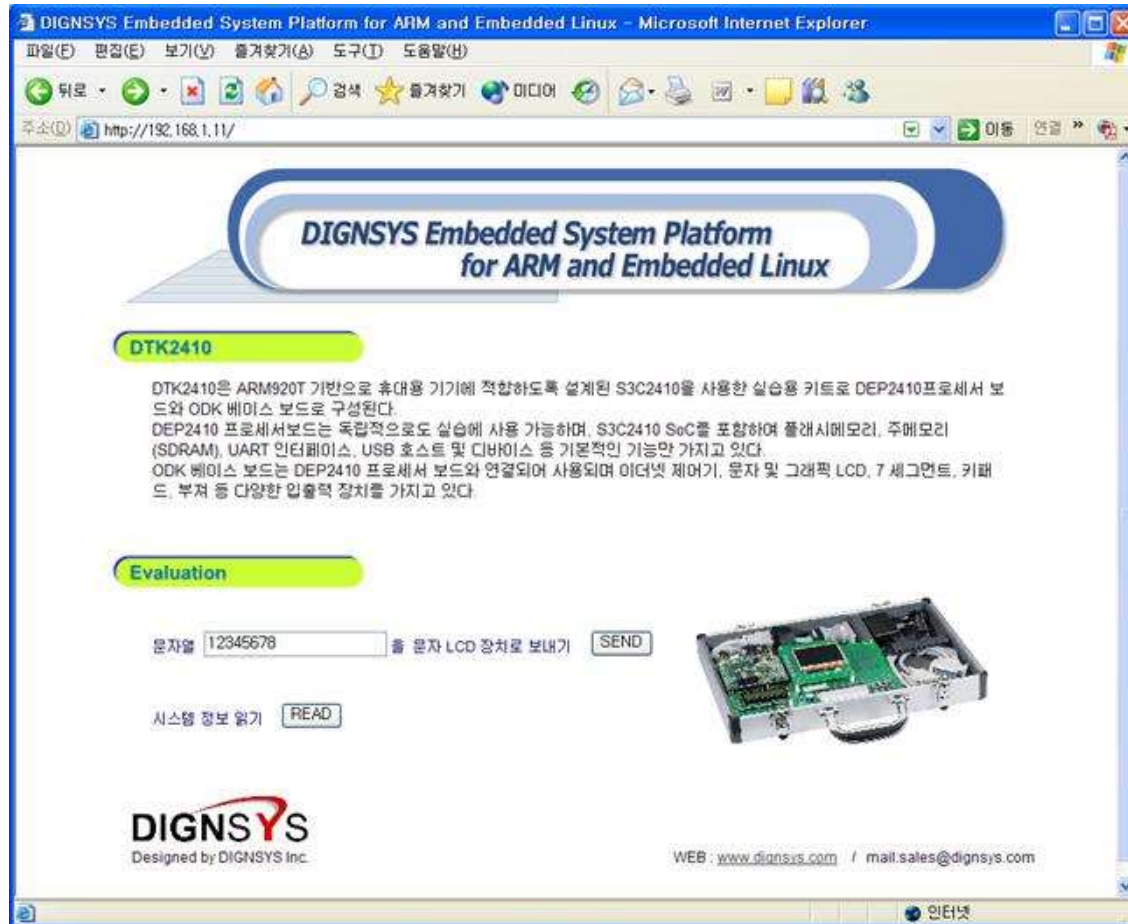 DIGNSYS Embedded System Platform for ARM and Embedded Linux - Microsoft Internet Explorer
파일(F) 편집(E) 보기(V) 즐겨찾기(A) 도구(T) 도움말(H)
뒤로 검색 즐겨찾기 미디어
주소(D) http://192.168.1.11/ 이동 연결 »
DIGNSYS Embedded System Platform
for ARM and Embedded Linux
DTK2410
DTK2410은 ARM920T 기반으로 휴대용 기기에 적합하도록 설계된 S3C2410을 사용한 실습용 키트로 DEP2410프로세서 보
드와 ODK 베이스 보드로 구성된다.
DEP2410 프로세서보드는 독립적으로도 실습에 사용 가능하며, S3C2410 SoC를 포함하여 플래시메모리, 주메모리
(SDRAM), UART 인터페이스, USB 호스트 및 디바이스 등 기본적인 기능만 가지고 있다.
ODK 베이스 보드는 DEP2410 프로세서 보드와 연결되어 사용되며 이더넷 제어기, 문자 및 그래픽 LCD, 7 세그먼트, 키패
드, 부져 등 다양한 입출력 장치를 가지고 있다.
Evaluation
문자열 12345678 을 문자 LCD 장치로 보내기 SEND
시스템 정보 읽기 READ
DIGNSYS
Designed by DIGNSYS Inc.
WEB : www.dignsys.com / mail.sales@dignsys.com
인터넷